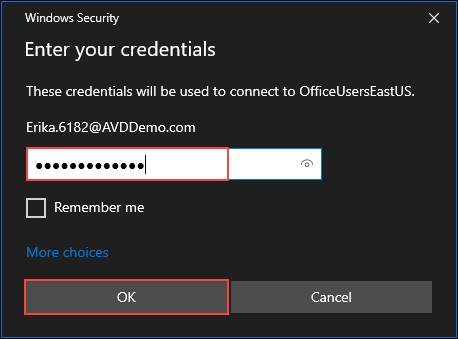 Windows Security
Enter your credentials
These credentials will be used to connect to OfficeUsersEastUS.
Erika.6182@AVDDemo.com
●●●●●●●●●●●●●
Remember me
More choices
OK
Cancel